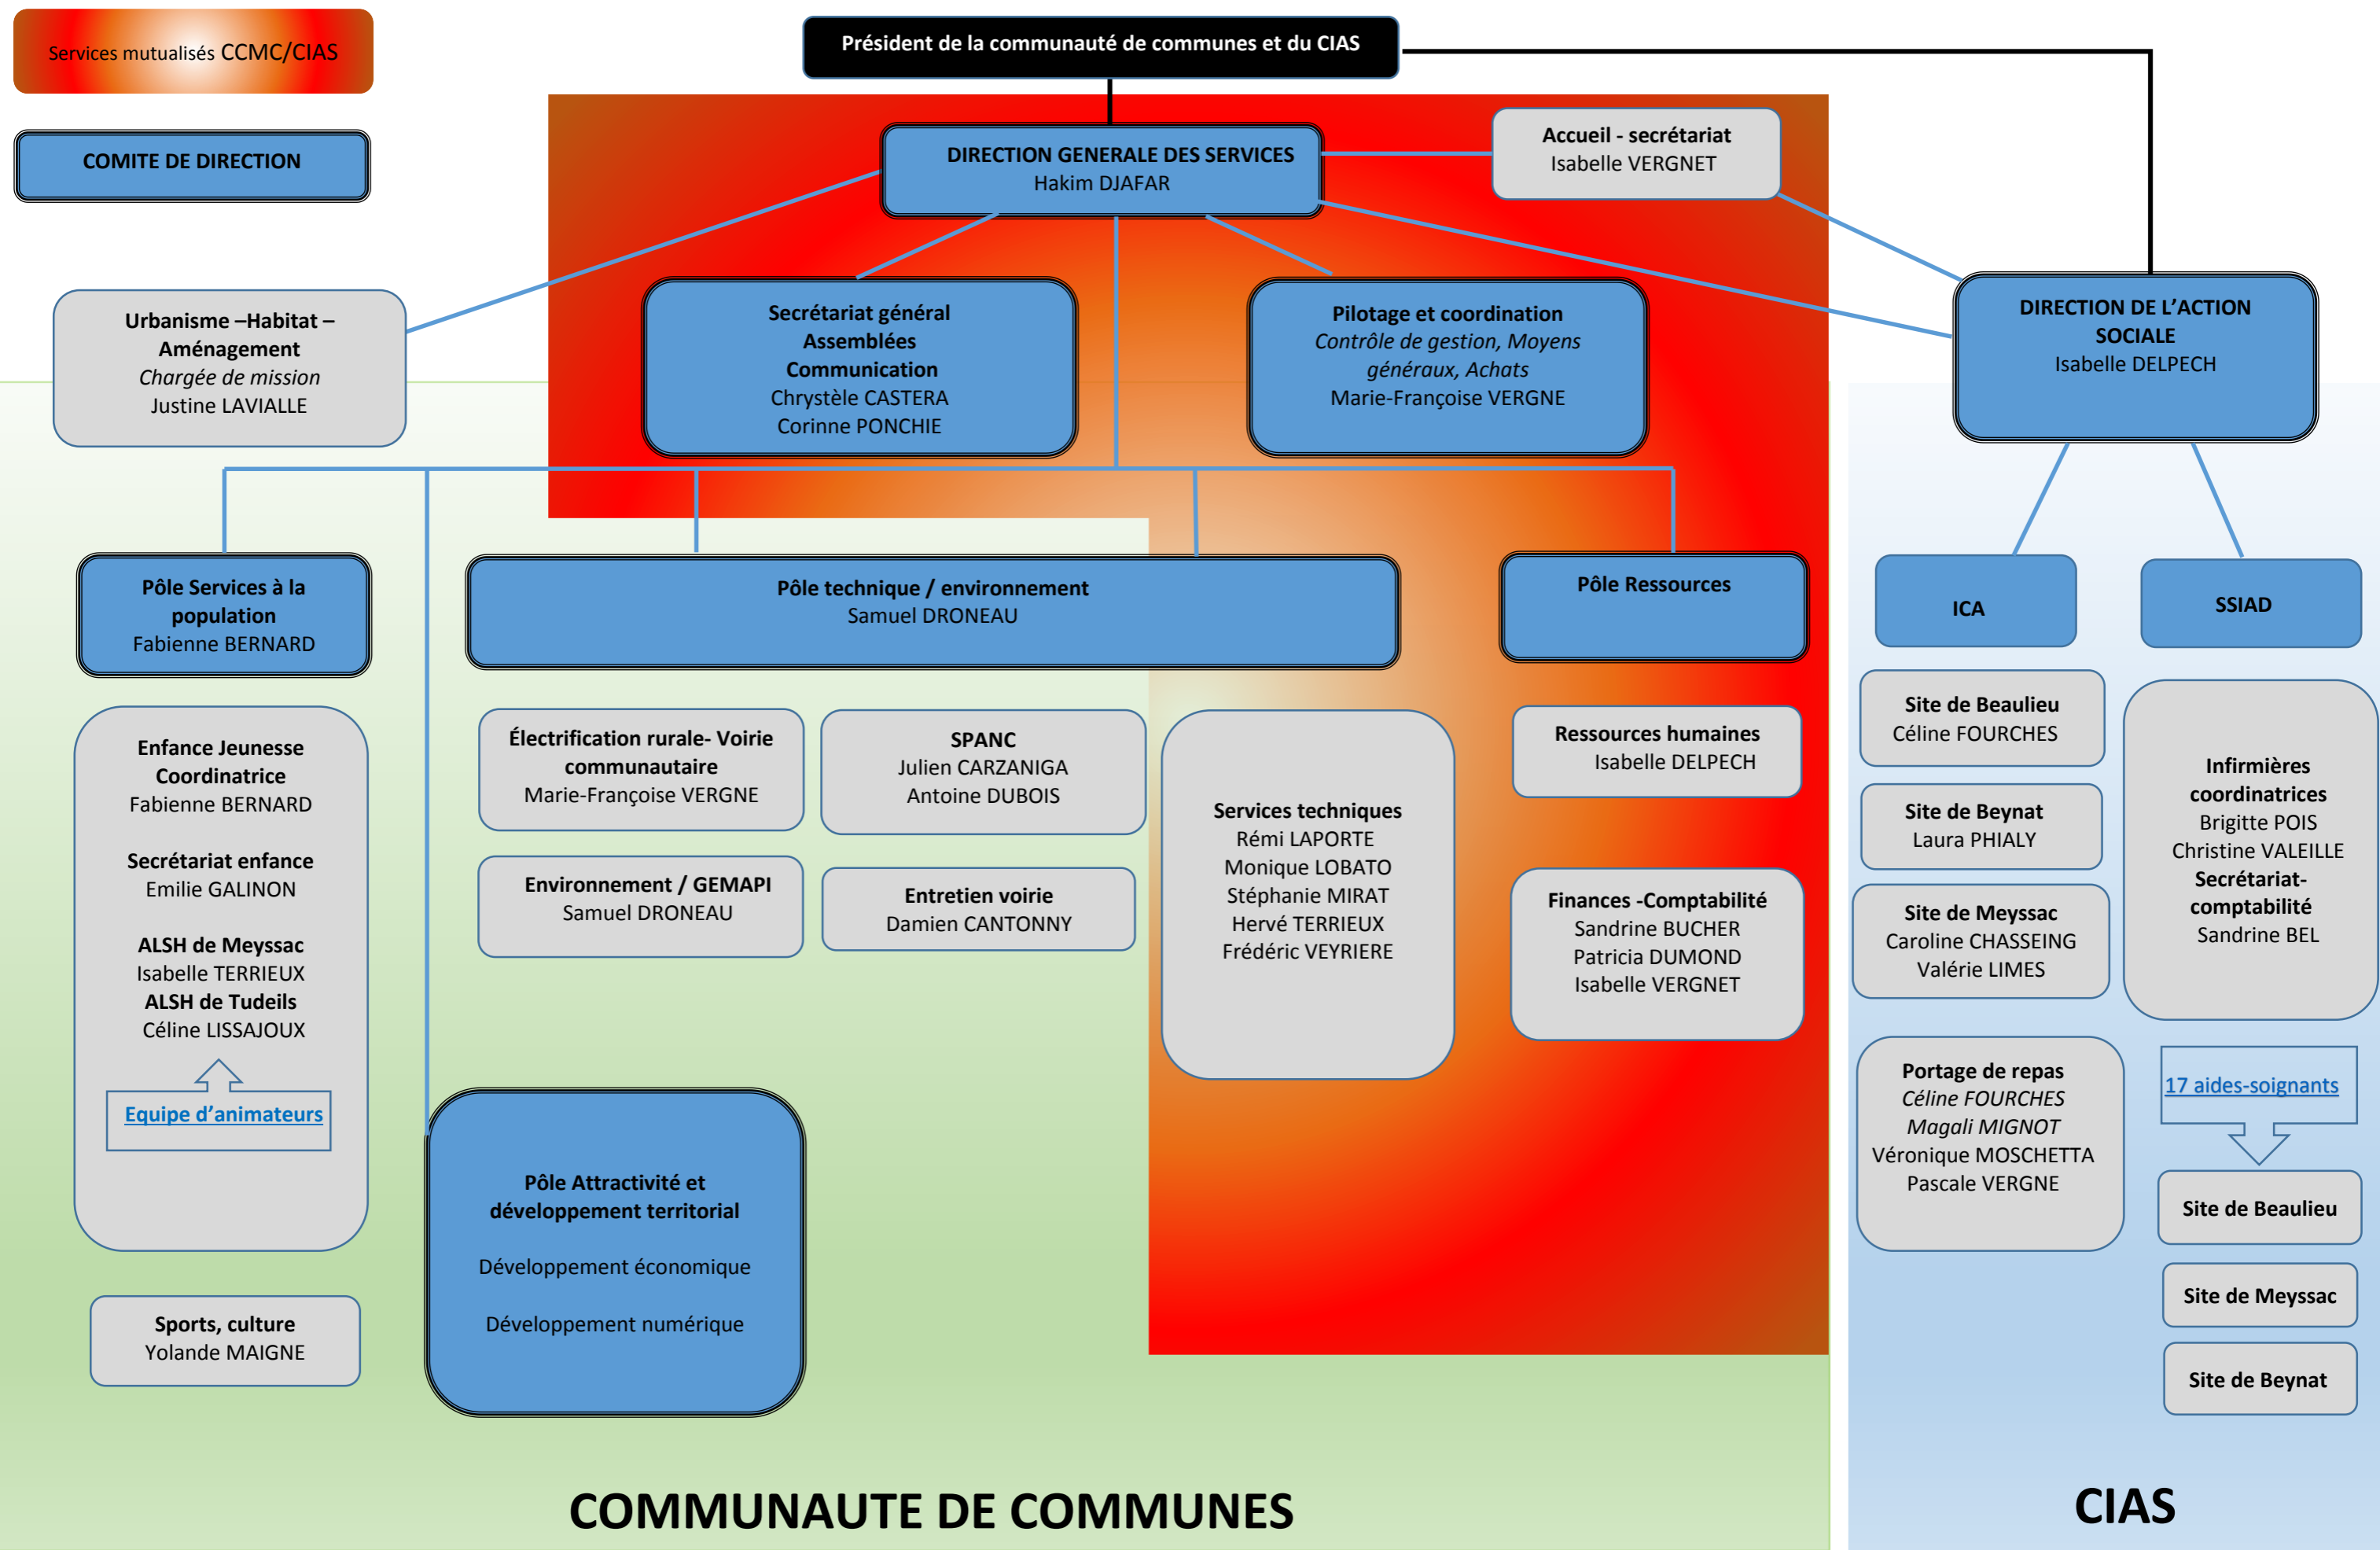 Services mutualisés CCMC/CIAS
COMITE DE DIRECTION
Président de la communauté de communes et du CIAS
DIRECTION GENERALE DES SERVICES
Hakim DJAFAR
Accueil - secrétariat
Isabelle VERGNET
Urbanisme –Habitat –
Aménagement
Chargée de mission
Justine LAVIALLE
Secrétariat général
Assemblées
Communication
Chrystèle CASTERA
Corinne PONCHIE
Pilotage et coordination
Contrôle de gestion, Moyens
généraux, Achats
Marie-Françoise VERGNE
DIRECTION DE L’ACTION
SOCIALE
Isabelle DELPECH
Pôle Services à la
population
Fabienne BERNARD
Pôle technique / environnement
Samuel DRONEAU
Pôle Ressources
ICA
SSIAD
Enfance Jeunesse
Coordinatrice
Fabienne BERNARD
Secrétariat enfance
Emilie GALINON
ALSH de Meyssac
Isabelle TERRIEUX
ALSH de Tudeils
Céline LISSAJOUX
Equipe d’animateurs
Sports, culture
Yolande MAIGNE
Électrification rurale- Voirie
communautaire
Marie-Françoise VERGNE
SPANC
Julien CARZANIGA
Antoine DUBOIS
Environnement / GEMAPI
Samuel DRONEAU
Entretien voirie
Damien CANTONNY
Services techniques
Rémi LAPORTE
Monique LOBATO
Stéphanie MIRAT
Hervé TERRIEUX
Frédéric VEYRIERE
Ressources humaines
Isabelle DELPECH
Finances -Comptabilité
Sandrine BUCHER
Patricia DUMOND
Isabelle VERGNET
Pôle Attractivité et
développement territorial
Développement économique
Développement numérique
Site de Beaulieu
Céline FOURCHES
Site de Beynat
Laura PHIALY
Site de Meyssac
Caroline CHASSEING
Valérie LIMES
Portage de repas
Céline FOURCHES
Magali MIGNOT
Véronique MOSCHETTA
Pascale VERGNE
Infirmières
coordinatrices
Brigitte POIS
Christine VALEILLE
Secrétariat-
comptabilité
Sandrine BEL
17 aides-soignants
Site de Beaulieu
Site de Meyssac
Site de Beynat
COMMUNAUTE DE COMMUNES
CIAS